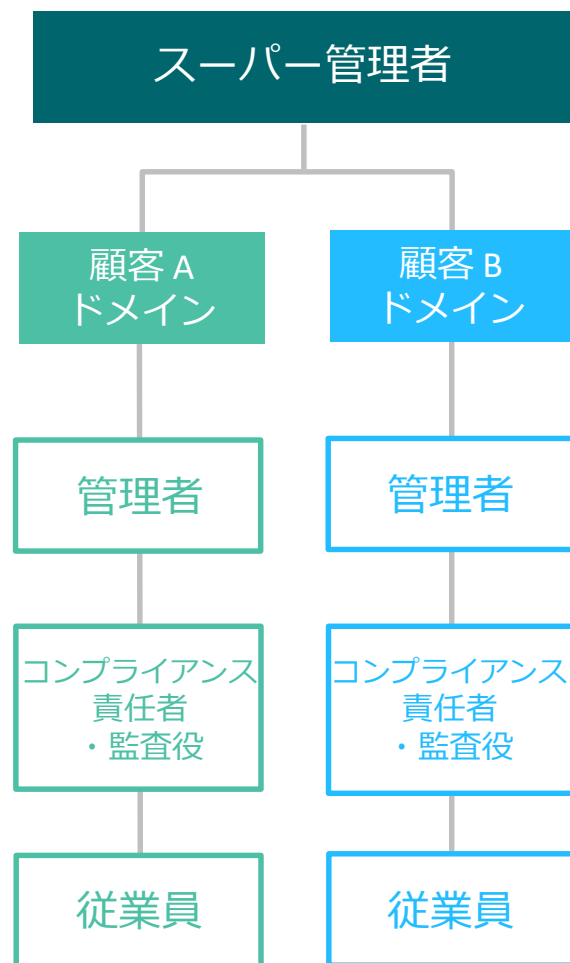 スーパー管理者
顧客 A
ドメイン
顧客 B
ドメイン
管理者
管理者
コンプライアンス
責任者
・監査役
コンプライアンス
責任者
・監査役
従業員
従業員